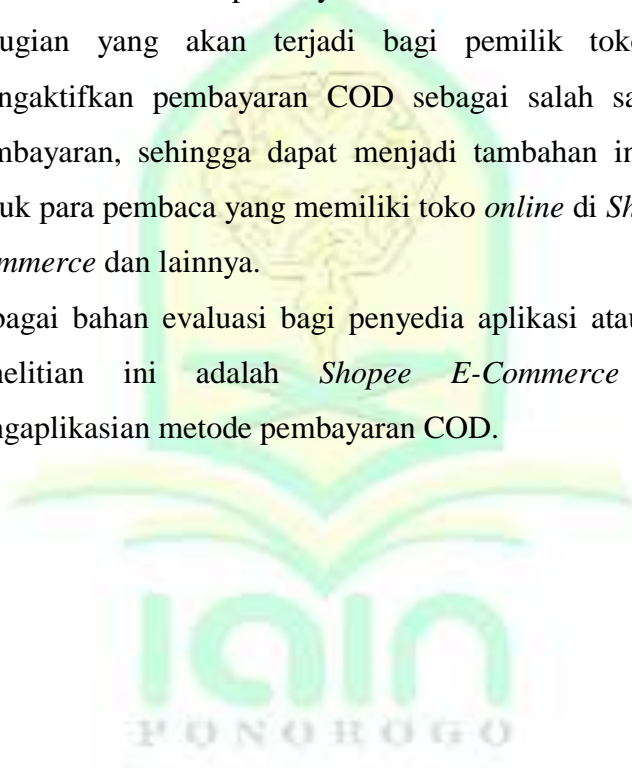 ugian yang akan terjadi bagi pemilik tok
ngaktifkan pembayaran COD sebagai salah sa
mbayaran, sehingga dapat menjadi tambahan in
uk para pembaca yang memiliki toko online di Sh
mmerce dan lainnya.
bagai bahan evaluasi bagi penyedia aplikasi atau
nelitian ini adalah Shopee E-Commerce
ngaplikasian metode pembayaran COD.
iain
PONOROGO